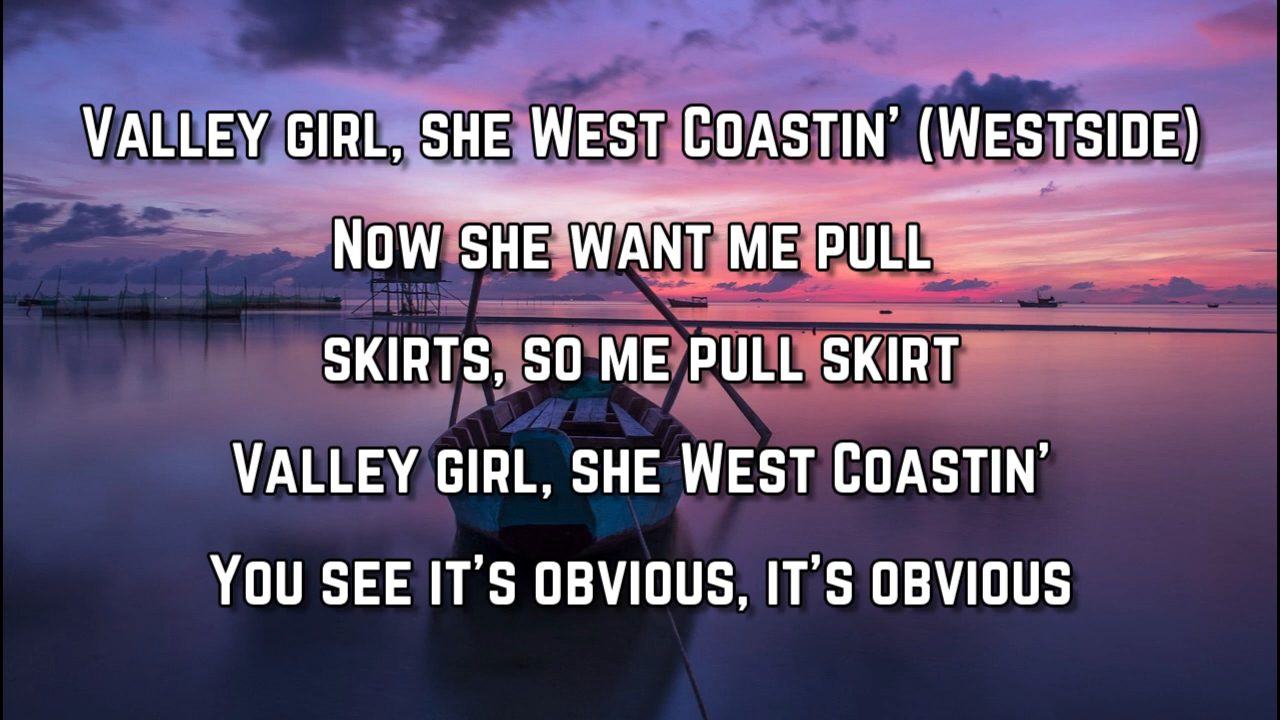 Valley girl, she West Coastin' (Westside)
Now she want me pull
skirts, so me pull skirt
Valley girl, she West Coastin'
You see it's obvious, it's obvious